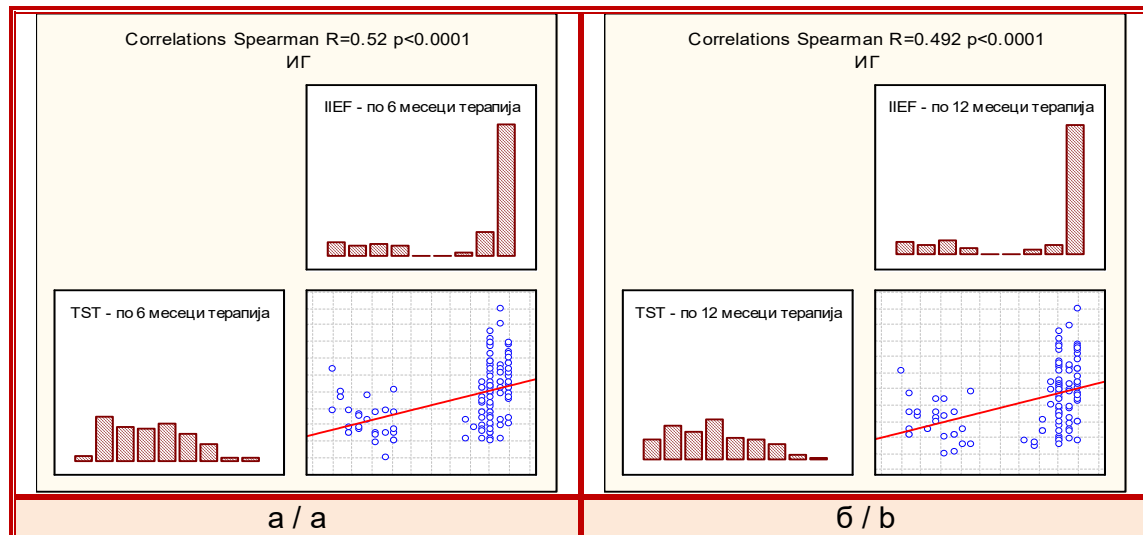 Correlations Spearman R=0.52 p<0.0001
ИГ
IIEF - по 6 месеци терапија
TST - по 6 месеци терапија
а / a
Correlations Spearman R=0.492 p<0.0001
ИГ
IIEF - по 12 месеци терапија
TST - по 12 месеци терапија
б / b